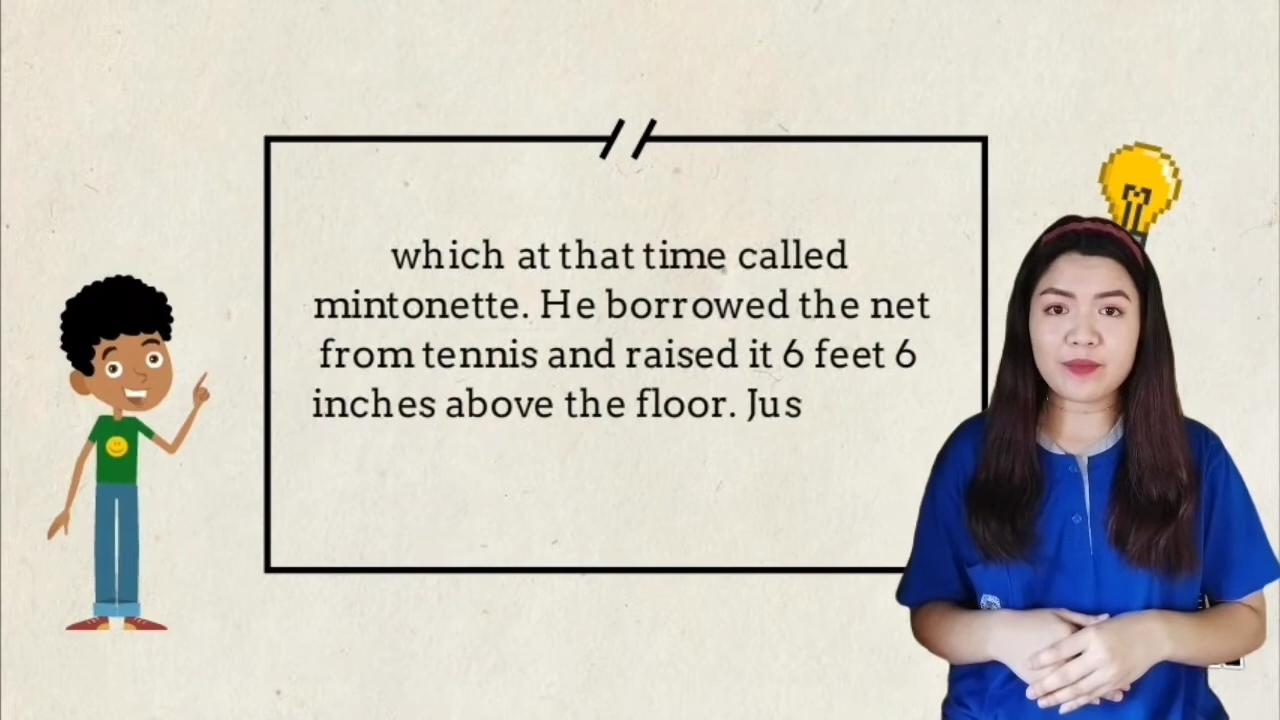 which at that time called
mintonette. He borrowed the net
from tennis and raised it 6 feet 6
inches above the floor. Jus